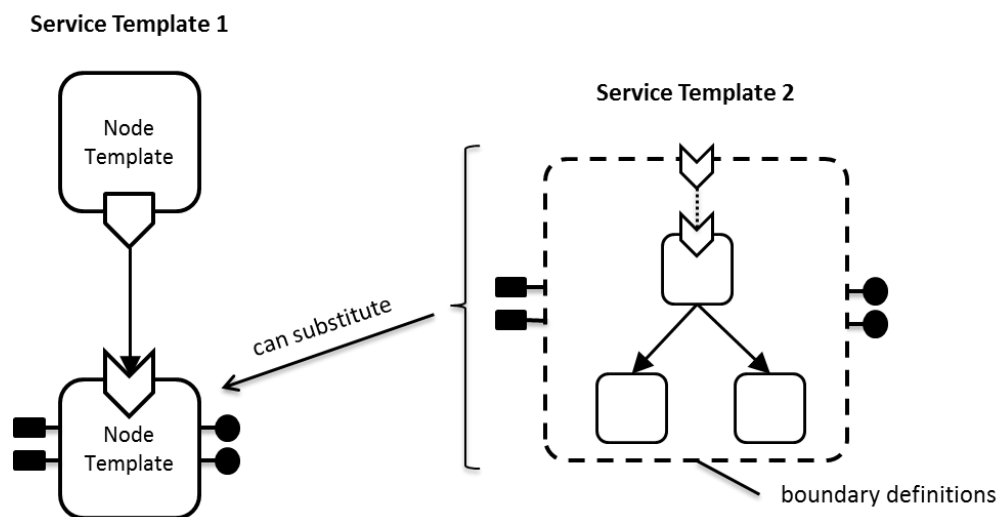 Service Template 1
Node
Template
Service Template 2
can substitute
Node
Template
boundary definitions